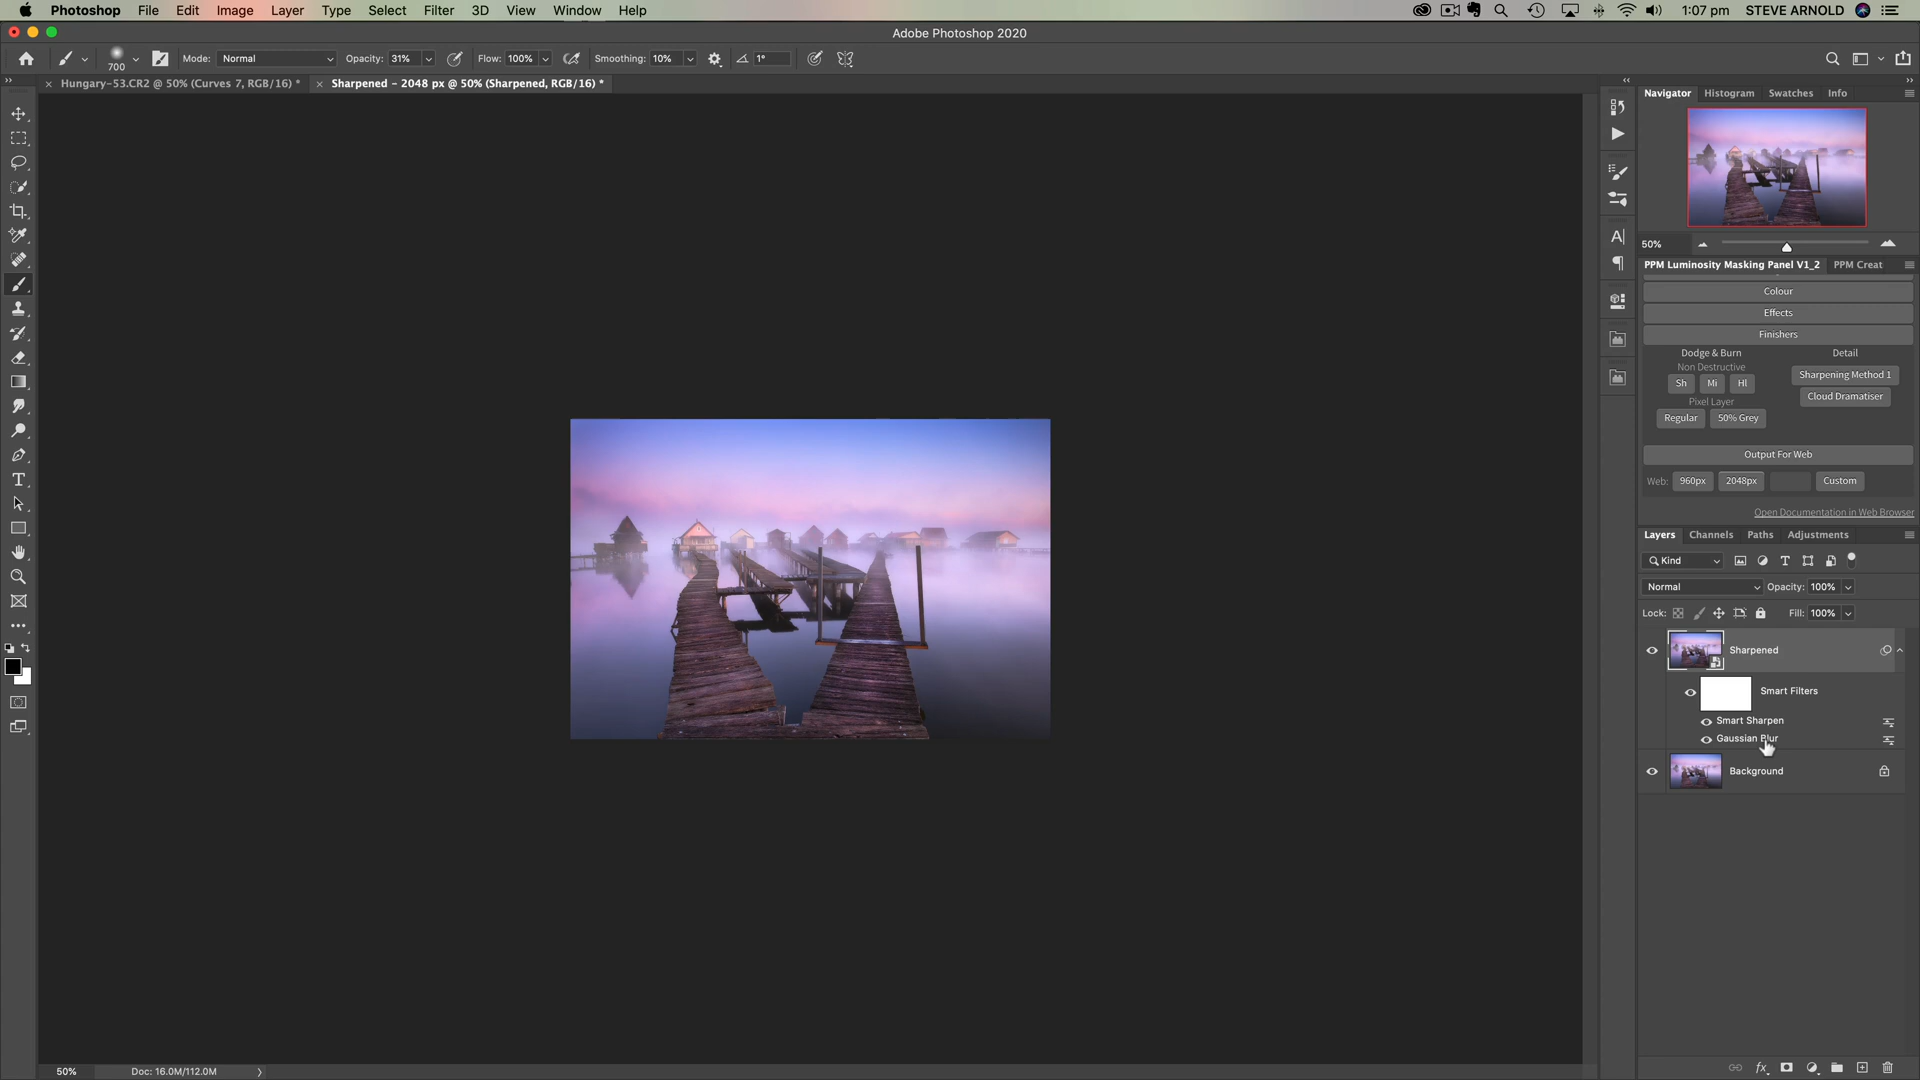 Photoshop File Edit Image Layer Type Select Filter 3D View Window Help 1:07 pm STEVE ARNOLD
Adobe Photoshop 2020
700 Mode: Normal Opacity: 31% Flow: 100% Smoothing: 10% 1°
Hungary-53.CR2 @ 50% (Curves 7, RGB/16) * Sharpened – 2048 px @ 50% (Sharpened, RGB/16) *
Navigator Histogram Swatches Info
50%
PPM Luminosity Masking Panel V1_2 PPM Creat
Colour
Effects
Finishers
Dodge & Burn Detail
Non Destructive
Sh Mi Hl Sharpening Method 1
Pixel Layer Cloud Dramatiser
Regular 50% Grey
Output For Web
Web: 960px 2048px Custom
Open Documentation in Web Browser
Layers Channels Paths Adjustments
Kind
Normal Opacity: 100%
Lock: Fill: 100%
Sharpened
Smart Filters
Smart Sharpen
Gaussian Blur
Background
50% Doc: 16.0M/112.0M